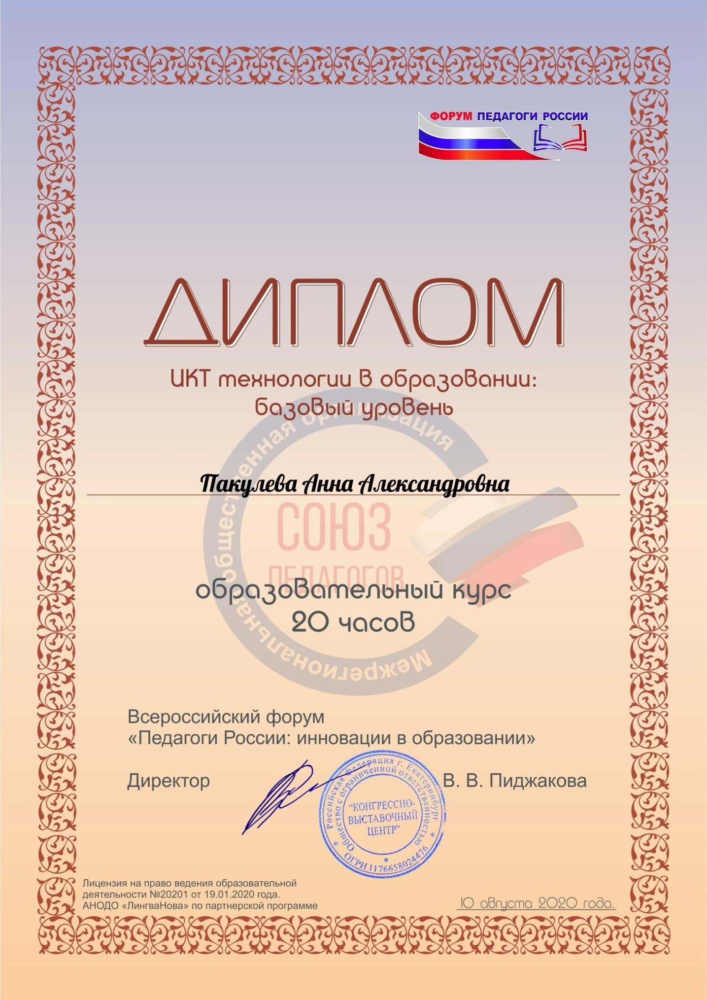 ФОРУМ ПЕДАГОГИ РОССИИ
ДИПЛОМ
ИКТ технологии в образовании:
базовый уровень
Пакулева Анна Александровна
Межрегиональная общественная организация
СОЮЗ
ПЕДАГОГОВ
образовательный курс
20 часов
Всероссийский форум
«Педагоги России: инновации в образовании»
Директор
В. В. Пиджакова
Российская Федерация г. Екатеринбург
Общество с ограниченной ответственностью
"КОНГРЕССНО-
ВЫСТАВОЧНЫЙ
ЦЕНТР"
* ОГРН 1176658024476 *
Лицензия на право ведения образовательной
деятельности №20201 от 19.01.2020 года.
АНОДО «ЛингваНова» по партнерской программе
10 августа 2020 года.